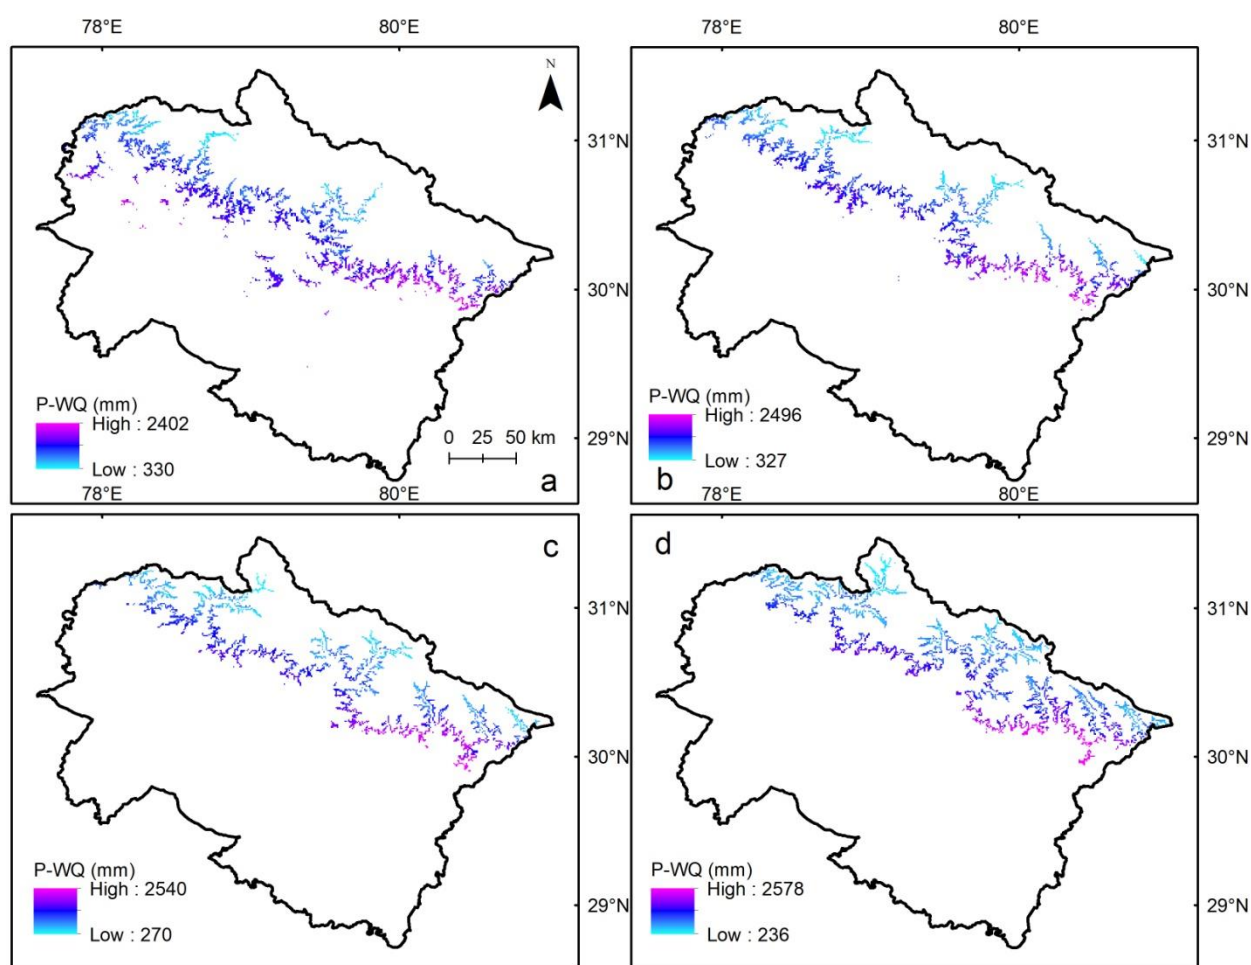 78°E 80°E 78°E 80°E
N
31°N 31°N
30°N 30°N
P-WQ (mm)
High : 2402
Low : 330
0 25 50 km
29°N
a
P-WQ (mm)
High : 2496
Low : 327
29°N
b
78°E 80°E 78°E 80°E
c
d
31°N 31°N
30°N 30°N
P-WQ (mm)
High : 2540
Low : 270
29°N
P-WQ (mm)
High : 2578
Low : 236
29°N